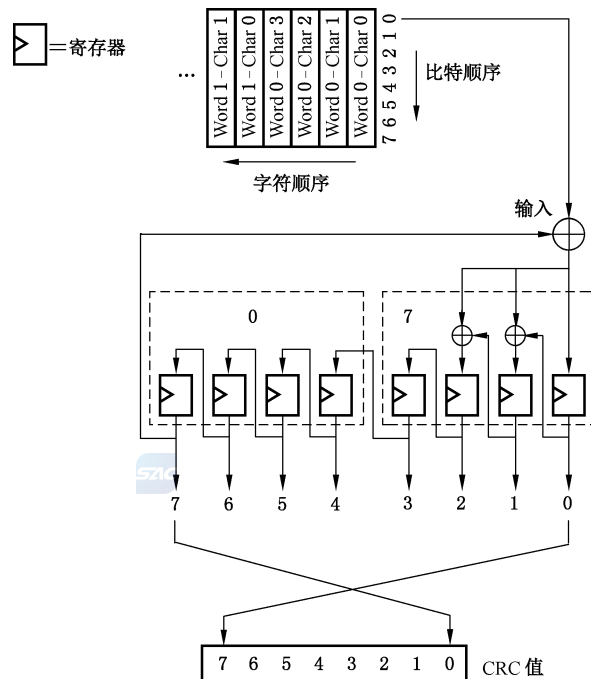 =寄存器
...
Word 1 – Char 1
Word 1 – Char 0
Word 0 – Char 3
Word 0 – Char 2
Word 0 – Char 1
Word 0 – Char 0
7 6 5 4 3 2 1 0
比特顺序
字符顺序
输入
0
7
7 6 5 4 3 2 1 0
SAC
7 6 5 4 3 2 1 0
CRC 值